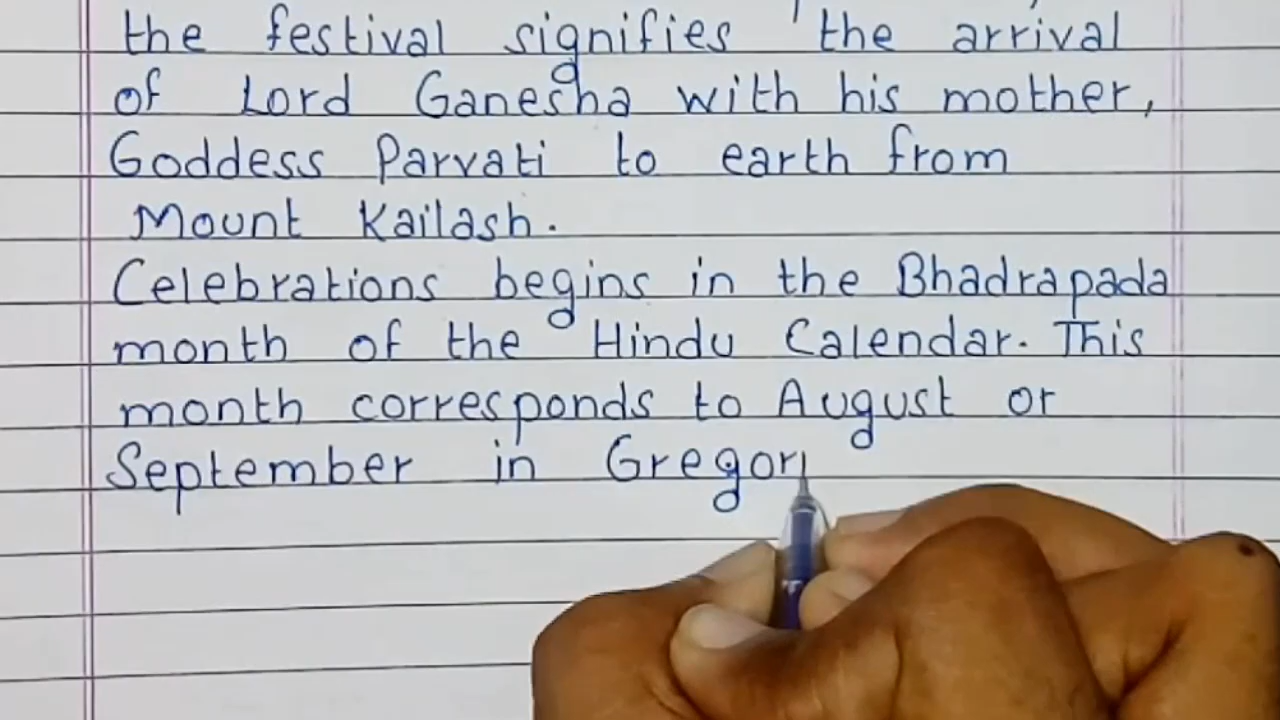 the festival signifies the arrival
of Lord Ganesha with his mother,
Goddess Parvati to earth from
Mount Kailash.
Celebrations begins in the Bhadrapada
month of the Hindu Calendar. This
month corresponds to August or
September in Gregori